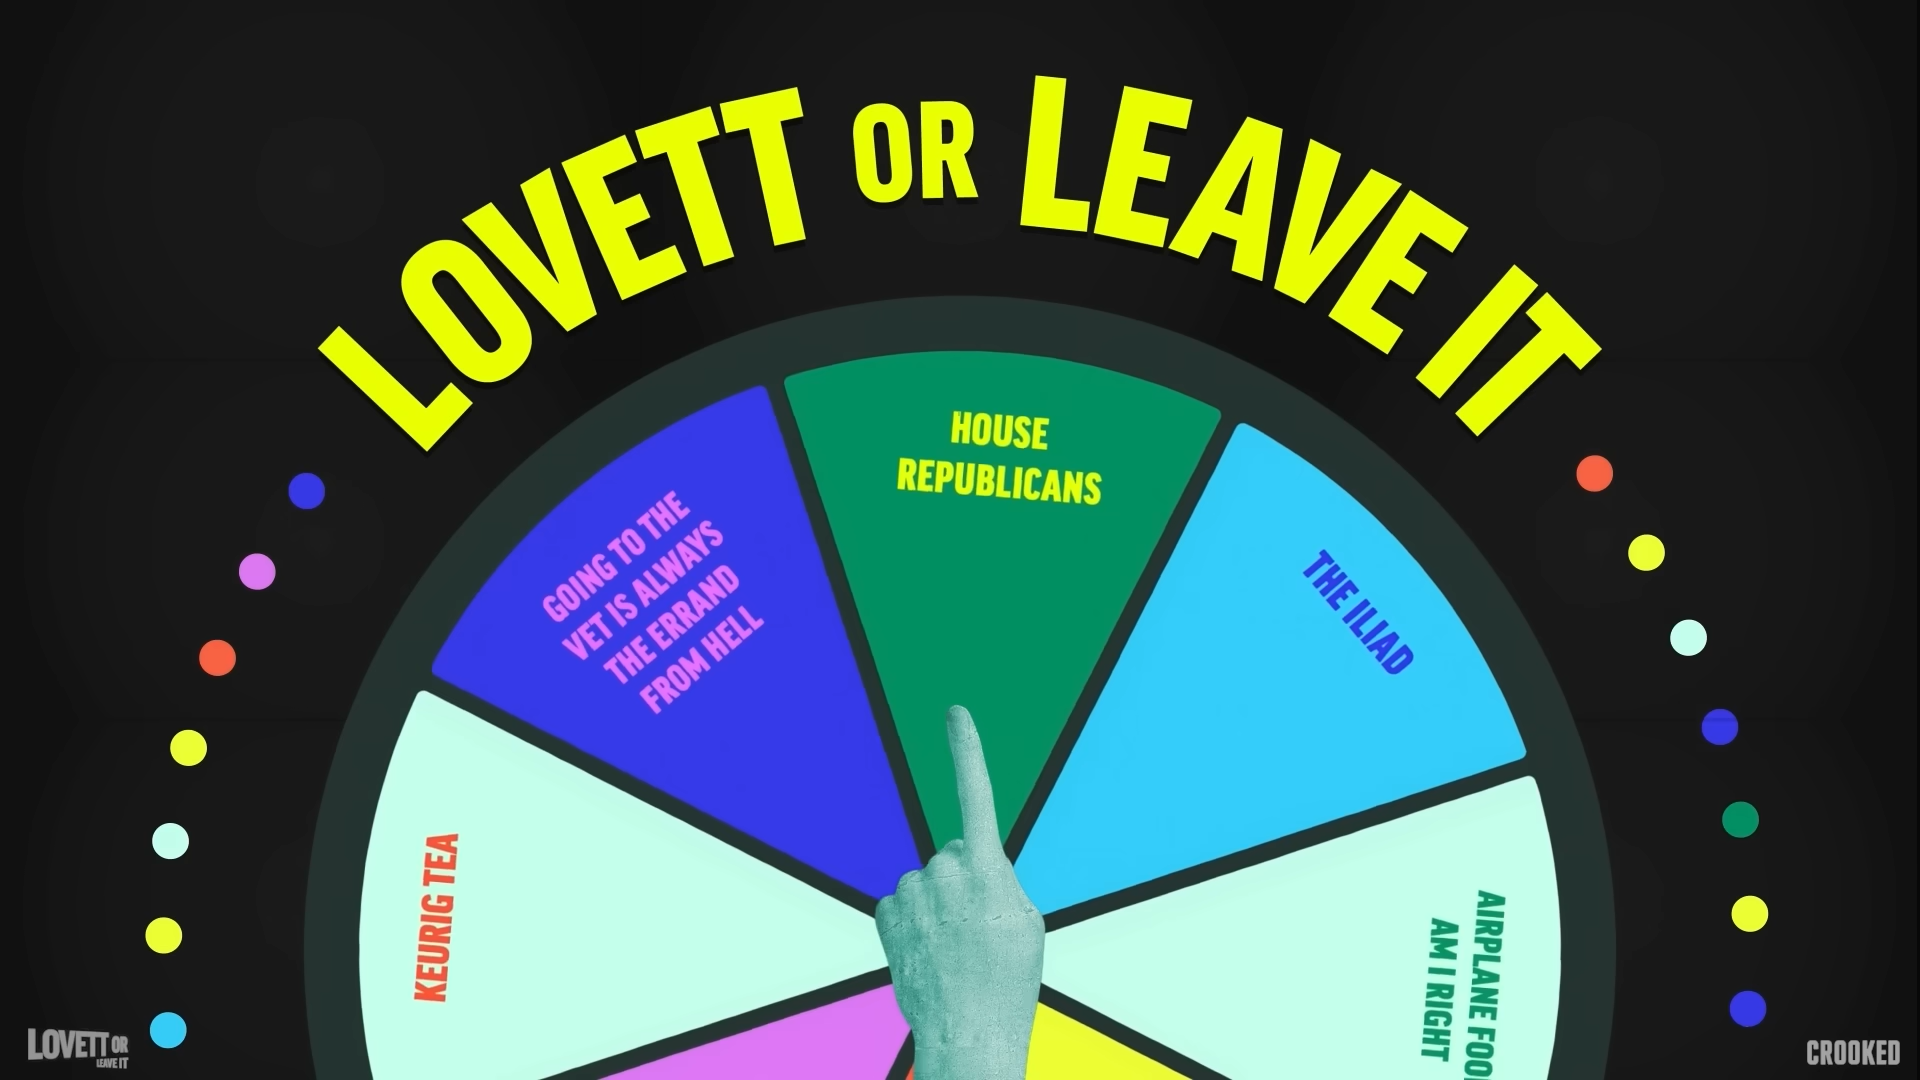 LOVETT OR LEAVE IT
HOUSE
REPUBLICANS
GOING TO THE
VET IS ALWAYS
THE ERRAND
FROM HELL
THE ILIAD
KEURIG TEA
AIRPLANE FOO
AM I RIGHT
LOVETT OR
LEAVE IT
CROOKED